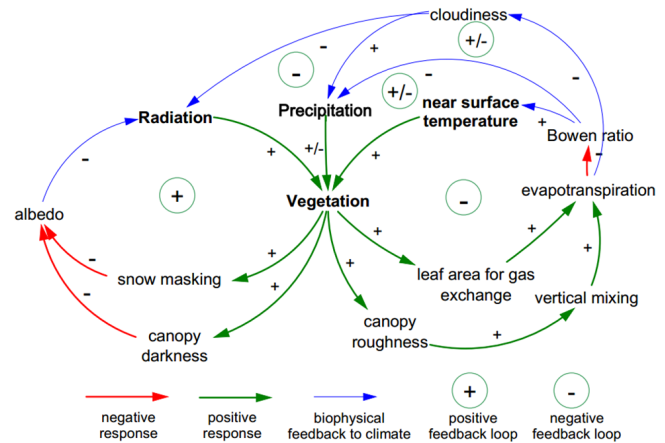 cloudiness
-
+
+/-
-
-
-
+/-
Radiation
Precipitation
near surface
temperature
+
Bowen ratio
+
+/-
+
-
-
+
Vegetation
-
evapotranspiration
albedo
-
snow masking
+
+
+
leaf area for gas
exchange
+
-
+
+
vertical mixing
canopy
darkness
canopy
roughness
+
+
-
negative
response
positive
response
biophysical
feedback to climate
positive
feedback loop
negative
feedback loop